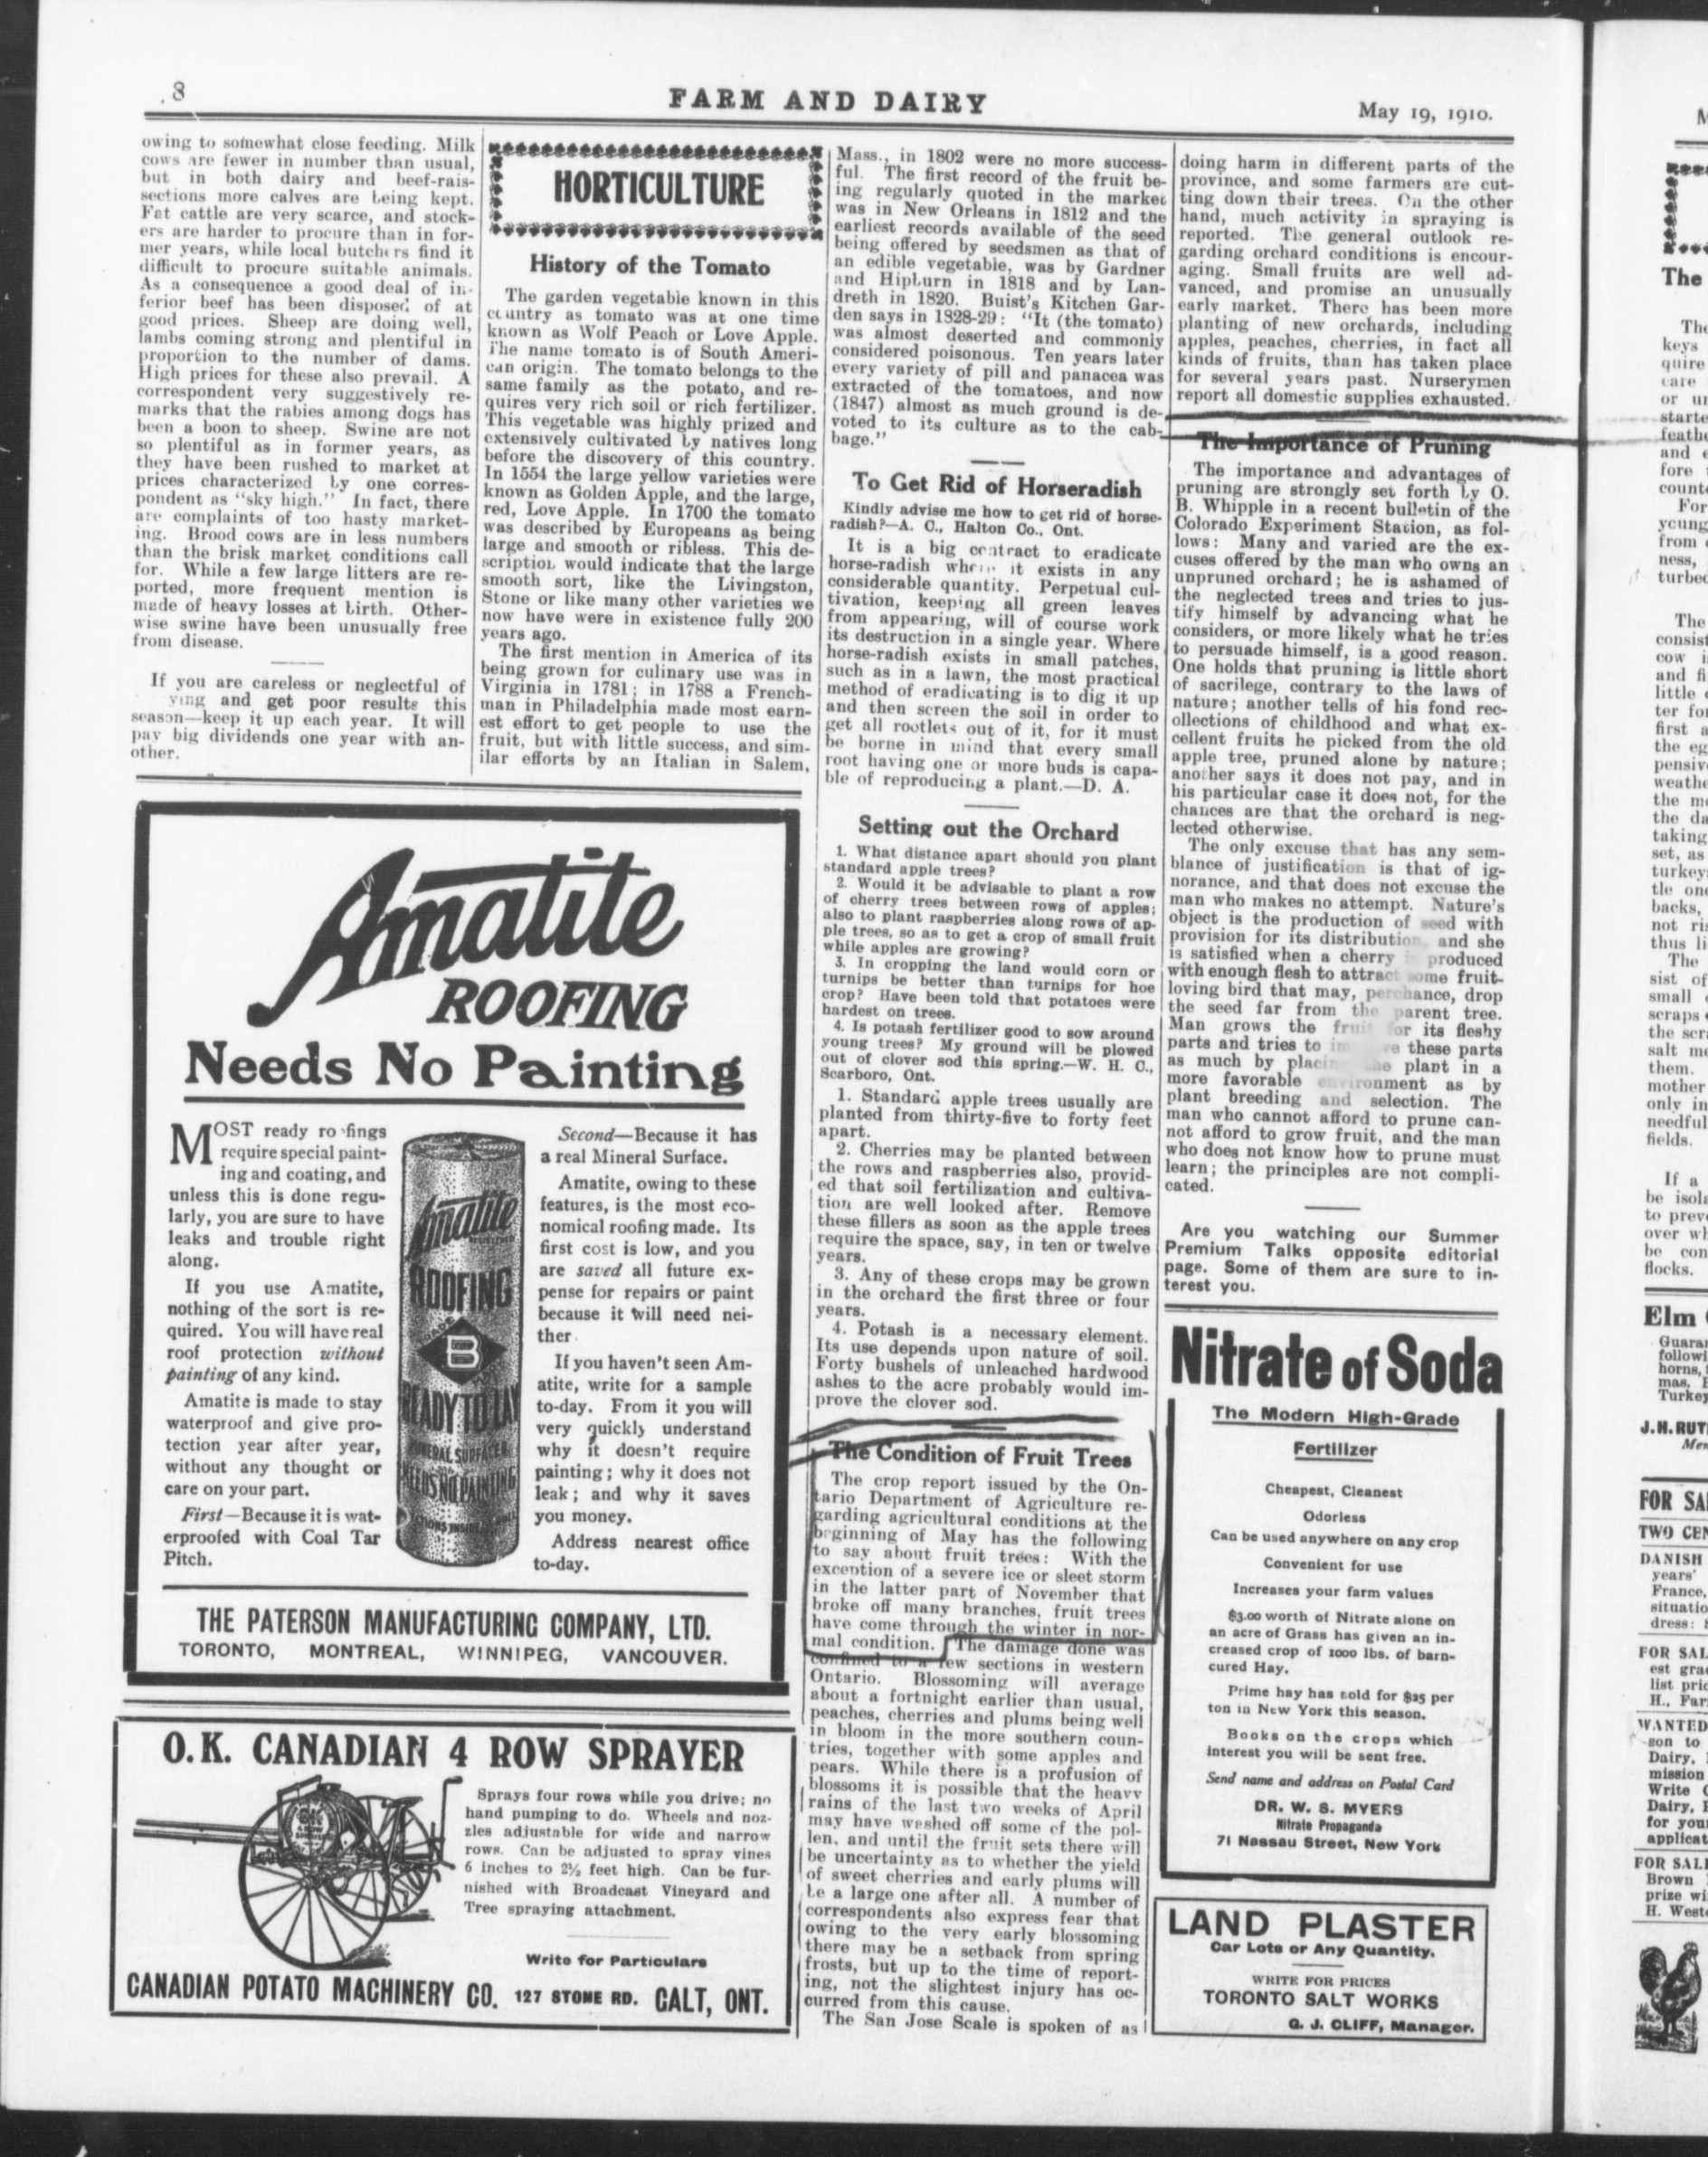 8
FARM AND DAIRY
May 19, 1910.
owing to somewhat close feeding. Milk
cows are fewer in number than usual,
but in both dairy and beef-rais-
sections more calves are being kept.
Fat cattle are very scarce, and stock-
ers are harder to procure than in for-
mer years, while local butchers find it
difficult to procure suitable animals.
As a consequence a good deal of in-
ferior beef has been disposed of at
good prices. Sheep are doing well,
lambs coming strong and plentiful in
proportion to the number of dams.
High prices for these also prevail. A
correspondent very suggestively re-
marks that the rabies among dogs has
been a boon to sheep. Swine are not
so plentiful as in former years, as
they have been rushed to market at
prices characterized by one corres-
pondent as "sky high." In fact, there
are complaints of too hasty market-
ing. Brood cows are in less numbers
than the brisk market conditions call
for. While a few large litters are re-
ported, more frequent mention is
made of heavy losses at birth. Other-
wise swine have been unusually free
from disease.
If you are careless or neglectful of
ying and get poor results this
season—keep it up each year. It will
pay big dividends one year with an-
other.
HORTICULTURE
History of the Tomato
The garden vegetable known in this
country as tomato was at one time
known as Wolf Peach or Love Apple.
The name tomato is of South Ameri-
can origin. The tomato belongs to the
same family as the potato, and re-
quires very rich soil or rich fertilizer.
This vegetable was highly prized and
extensively cultivated by natives long
before the discovery of this country.
In 1554 the large yellow varieties were
known as Golden Apple, and the large,
red, Love Apple. In 1700 the tomato
was described by Europeans as being
large and smooth or ribless. This de-
scription would indicate that the large
smooth sort, like the Livingston,
Stone or like many other varieties we
now have were in existence fully 200
years ago.
The first mention in America of its
being grown for culinary use was in
Virginia in 1781; in 1788 a French-
man in Philadelphia made most earn-
est effort to get people to use the
fruit, but with little success, and sim-
ilar efforts by an Italian in Salem,
Mass., in 1802 were no more success-
ful. The first record of the fruit be-
ing regularly quoted in the market
was in New Orleans in 1812 and the
earliest records available of the seed
being offered by seedsmen as that of
an edible vegetable, was by Gardner
and Hipburn in 1818 and by Lan-
dreth in 1820. Buist's Kitchen Gar-
den says in 1828-29: "It (the tomato)
was almost deserted and commonly
considered poisonous. Ten years later
every variety of pill and panacea was
extracted of the tomatoes, and now
(1847) almost as much ground is de-
voted to its culture as to the cab-
bage."
To Get Rid of Horseradish
Kindly advise me how to get rid of horse-
radish?—A. C., Halton Co., Ont.
It is a big contract to eradicate
horse-radish where it exists in any
considerable quantity. Perpetual cul-
tivation, keeping all green leaves
from appearing, will of course work
its destruction in a single year. Where
horse-radish exists in small patches,
such as in a lawn, the most practical
method of eradicating is to dig it up
and then screen the soil in order to
get all rootlets out of it, for it must
be borne in mind that every small
root having one or more buds is capa-
ble of reproducing a plant.—D. A.
Setting out the Orchard
1. What distance apart should you plant
standard apple trees?
2. Would it be advisable to plant a row
of cherry trees between rows of apples;
also to plant raspberries along rows of ap-
ple trees, so as to get a crop of small fruit
while apples are growing?
3. In cropping the land would corn or
turnips be better than turnips for hoe
crop? Have been told that potatoes were
hardest on trees.
4. Is potash fertilizer good to sow around
young trees? My ground will be plowed
out of clover sod this spring.—W. H. C.,
Scarboro, Ont.
1. Standard apple trees usually are
planted from thirty-five to forty feet
apart.
2. Cherries may be planted between
the rows and raspberries also, provid-
ed that soil fertilization and cultiva-
tion are well looked after. Remove
these fillers as soon as the apple trees
require the space, say, in ten or twelve
years.
3. Any of these crops may be grown
in the orchard the first three or four
years.
4. Potash is a necessary element.
Its use depends upon nature of soil.
Forty bushels of unleached hardwood
ashes to the acre probably would im-
prove the clover sod.
The Condition of Fruit Trees
The crop report issued by the On-
tario Department of Agriculture re-
garding agricultural conditions at the
beginning of May has the following
to say about fruit trees: With the
exception of a severe ice or sleet storm
in the latter part of November that
broke off many branches, fruit trees
have come through the winter in nor-
mal condition. The damage done was
confined to a few sections in western
Ontario. Blossoming will average
about a fortnight earlier than usual,
peaches, cherries and plums being well
in bloom in the more southern coun-
tries, together with some apples and
pears. While there is a profusion of
blossoms it is possible that the heavy
rains of the last two weeks of April
may have washed off some of the pol-
len, and until the fruit sets there will
be uncertainty as to whether the yield
of sweet cherries and early plums will
be a large one after all. A number of
correspondents also express fear that
owing to the very early blossoming
there may be a setback from spring
frosts, but up to the time of report-
ing, not the slightest injury has oc-
curred from this cause.
The San Jose Scale is spoken of as
doing harm in different parts of the
province, and some farmers are cut-
ting down their trees. On the other
hand, much activity in spraying is
reported. The general outlook re-
garding orchard conditions is encour-
aging. Small fruits are well ad-
vanced, and promise an unusually
early market. There has been more
planting of new orchards, including
apples, peaches, cherries, in fact all
kinds of fruits, than has taken place
for several years past. Nurserymen
report all domestic supplies exhausted.
The Importance of Pruning
The importance and advantages of
pruning are strongly set forth by O.
B. Whipple in a recent bulletin of the
Colorado Experiment Station, as fol-
lows: Many and varied are the ex-
cuses offered by the man who owns an
unpruned orchard; he is ashamed of
the neglected trees and tries to jus-
tify himself by advancing what he
considers, or more likely what he tries
to persuade himself, is a good reason.
One holds that pruning is little short
of sacrilege, contrary to the laws of
nature; another tells of his fond rec-
ollections of childhood and what ex-
cellent fruits he picked from the old
apple tree, pruned alone by nature;
another says it does not pay, and in
his particular case it does not, for the
chances are that the orchard is neg-
lected otherwise.
The only excuse that has any sem-
blance of justification is that of ig-
norance, and that does not excuse the
man who makes no attempt. Nature's
object is the production of seed with
provision for its distribution, and she
is satisfied when a cherry is produced
with enough flesh to attract some fruit-
loving bird that may, perchance, drop
the seed far from the parent tree.
Man grows the fruit for its fleshy
parts and tries to these parts
as much by placing the plant in a
more favorable environment as by
plant breeding and selection. The
man who cannot afford to prune can-
not afford to grow fruit, and the man
who does not know how to prune must
learn; the principles are not compli-
cated.
Are you watching our Summer
Premium Talks opposite editorial
page. Some of them are sure to in-
terest you.
Amatite
ROOFING
Needs No Painting
MOST ready roofings
require special paint-
ing and coating, and
unless this is done regu-
larly, you are sure to have
leaks and trouble right
along.
If you use Amatite,
nothing of the sort is re-
quired. You will have real
roof protection without
painting of any kind.
Amatite is made to stay
waterproof and give pro-
tection year after year,
without any thought or
care on your part.
First—Because it is wat-
erproofed with Coal Tar
Pitch.
Amatite
REGISTERED
ROOFING
B
READY TO LAY
MINERAL SURFACED
NEEDS NO PAINTING
Second—Because it has
a real Mineral Surface.
Amatite, owing to these
features, is the most eco-
nomical roofing made. Its
first cost is low, and you
are saved all future ex-
pense for repairs or paint
because it will need nei-
ther.
If you haven't seen Am-
atite, write for a sample
to-day. From it you will
very quickly understand
why it doesn't require
painting; why it does not
leak; and why it saves
you money.
Address nearest office
to-day.
THE PATERSON MANUFACTURING COMPANY, LTD.
TORONTO, MONTREAL, WINNIPEG, VANCOUVER.
O.K. CANADIAN 4 ROW SPRAYER
OK
4 ROW
SPRAYER
Sprays four rows while you drive; no
hand pumping to do. Wheels and noz-
zles adjustable for wide and narrow
rows. Can be adjusted to spray vines
6 inches to 2½ feet high. Can be fur-
nished with Broadcast Vineyard and
Tree spraying attachment.
Write for Particulars
CANADIAN POTATO MACHINERY CO. 127 STONE RD. GALT, ONT.
Nitrate of Soda
The Modern High-Grade
Fertilizer
Cheapest, Cleanest
Odorless
Can be used anywhere on any crop
Convenient for use
Increases your farm values
$3.00 worth of Nitrate alone on
an acre of Grass has given an in-
creased crop of 1000 lbs. of barn-
cured Hay.
Prime hay has sold for $25 per
ton in New York this season.
Books on the crops which
interest you will be sent free.
Send name and address on Postal Card
DR. W. S. MYERS
Nitrate Propaganda
71 Nassau Street, New York
LAND PLASTER
Car Lots or Any Quantity.
WRITE FOR PRICES
TORONTO SALT WORKS
G. J. CLIFF, Manager.